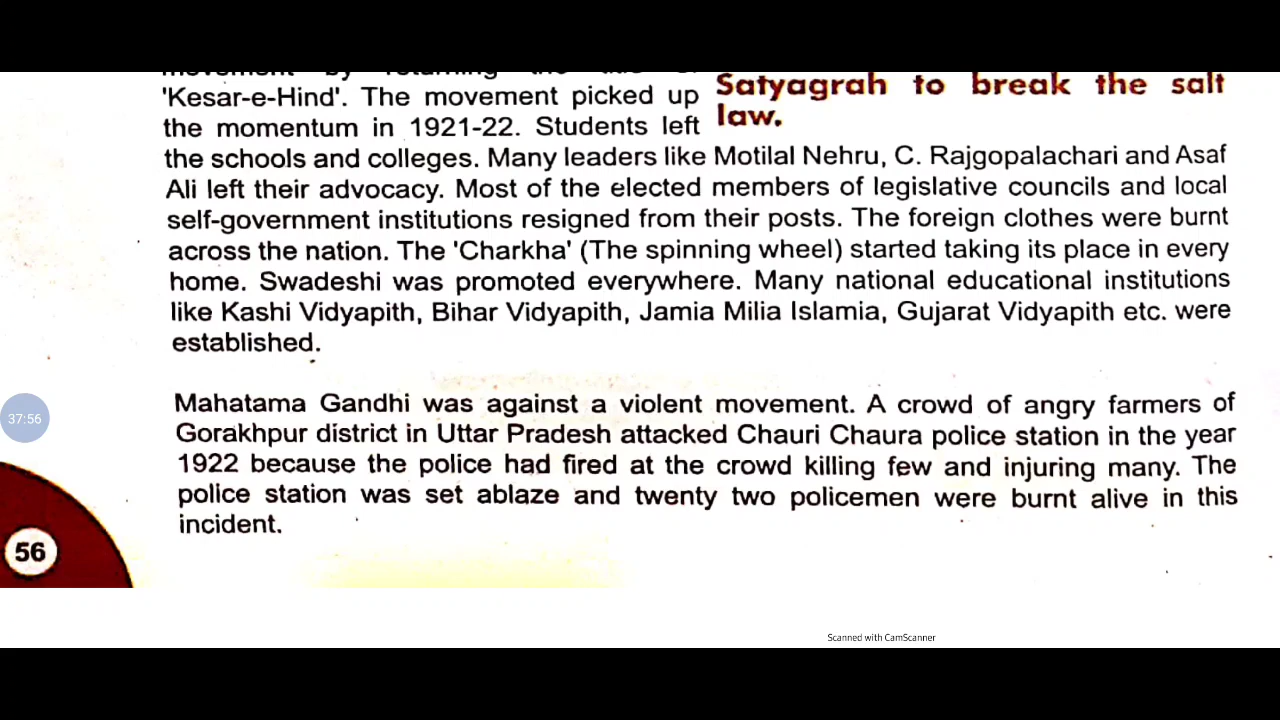 movement by returning the title of
'Kesar-e-Hind'. The movement picked up
the momentum in 1921-22. Students left
Satyagrah to break the salt
law.
the schools and colleges. Many leaders like Motilal Nehru, C. Rajgopalachari and Asaf
Ali left their advocacy. Most of the elected members of legislative councils and local
self-government institutions resigned from their posts. The foreign clothes were burnt
across the nation. The 'Charkha' (The spinning wheel) started taking its place in every
home. Swadeshi was promoted everywhere. Many national educational institutions
like Kashi Vidyapith, Bihar Vidyapith, Jamia Milia Islamia, Gujarat Vidyapith etc. were
established.
Mahatama Gandhi was against a violent movement. A crowd of angry farmers of
Gorakhpur district in Uttar Pradesh attacked Chauri Chaura police station in the year
1922 because the police had fired at the crowd killing few and injuring many. The
police station was set ablaze and twenty two policemen were burnt alive in this
incident.
37:56
56
Scanned with CamScanner